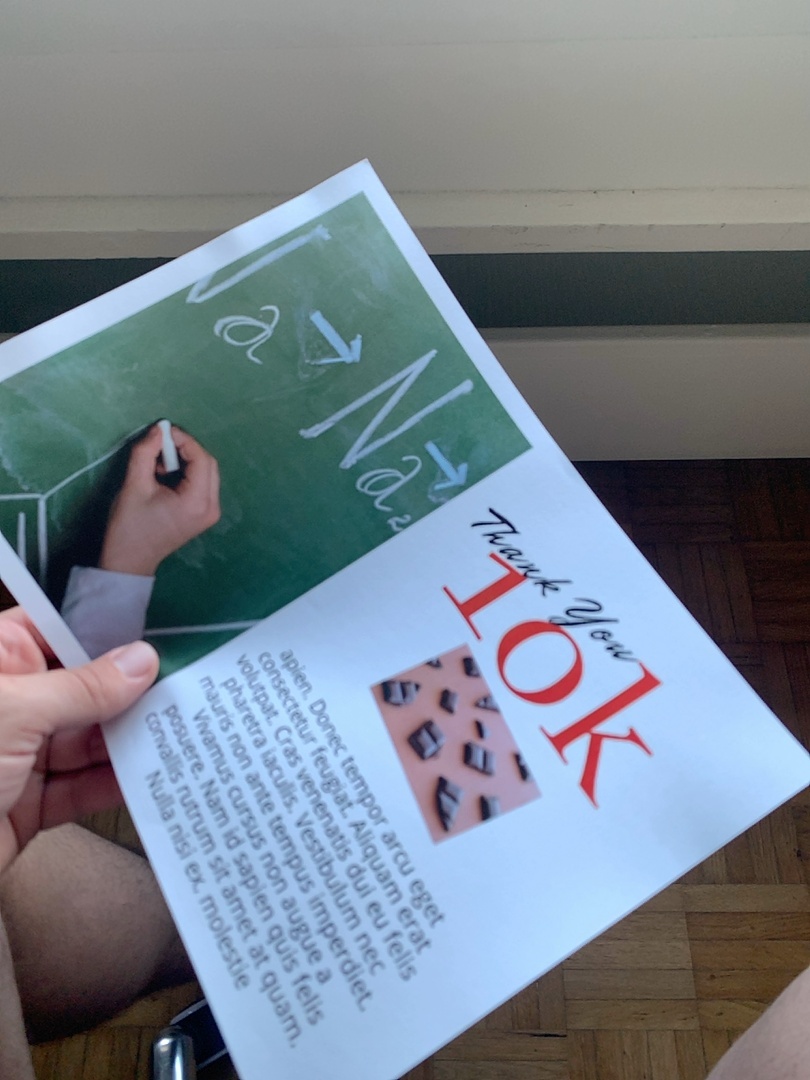 Na → Na₂ →
Thank You
10k
apien. Donec tempor arcu eget
consectetur feugiat. Aliquam erat
volutpat. Cras venenatis dui eu felis
pharetra iaculis. Vestibulum nec
mauris non ante tempus imperdiet.
Vivamus cursus non augue a
posuere. Nam id sapien quis felis
convallis rutrum sit amet at quam.
Nulla nisi ex, molestie